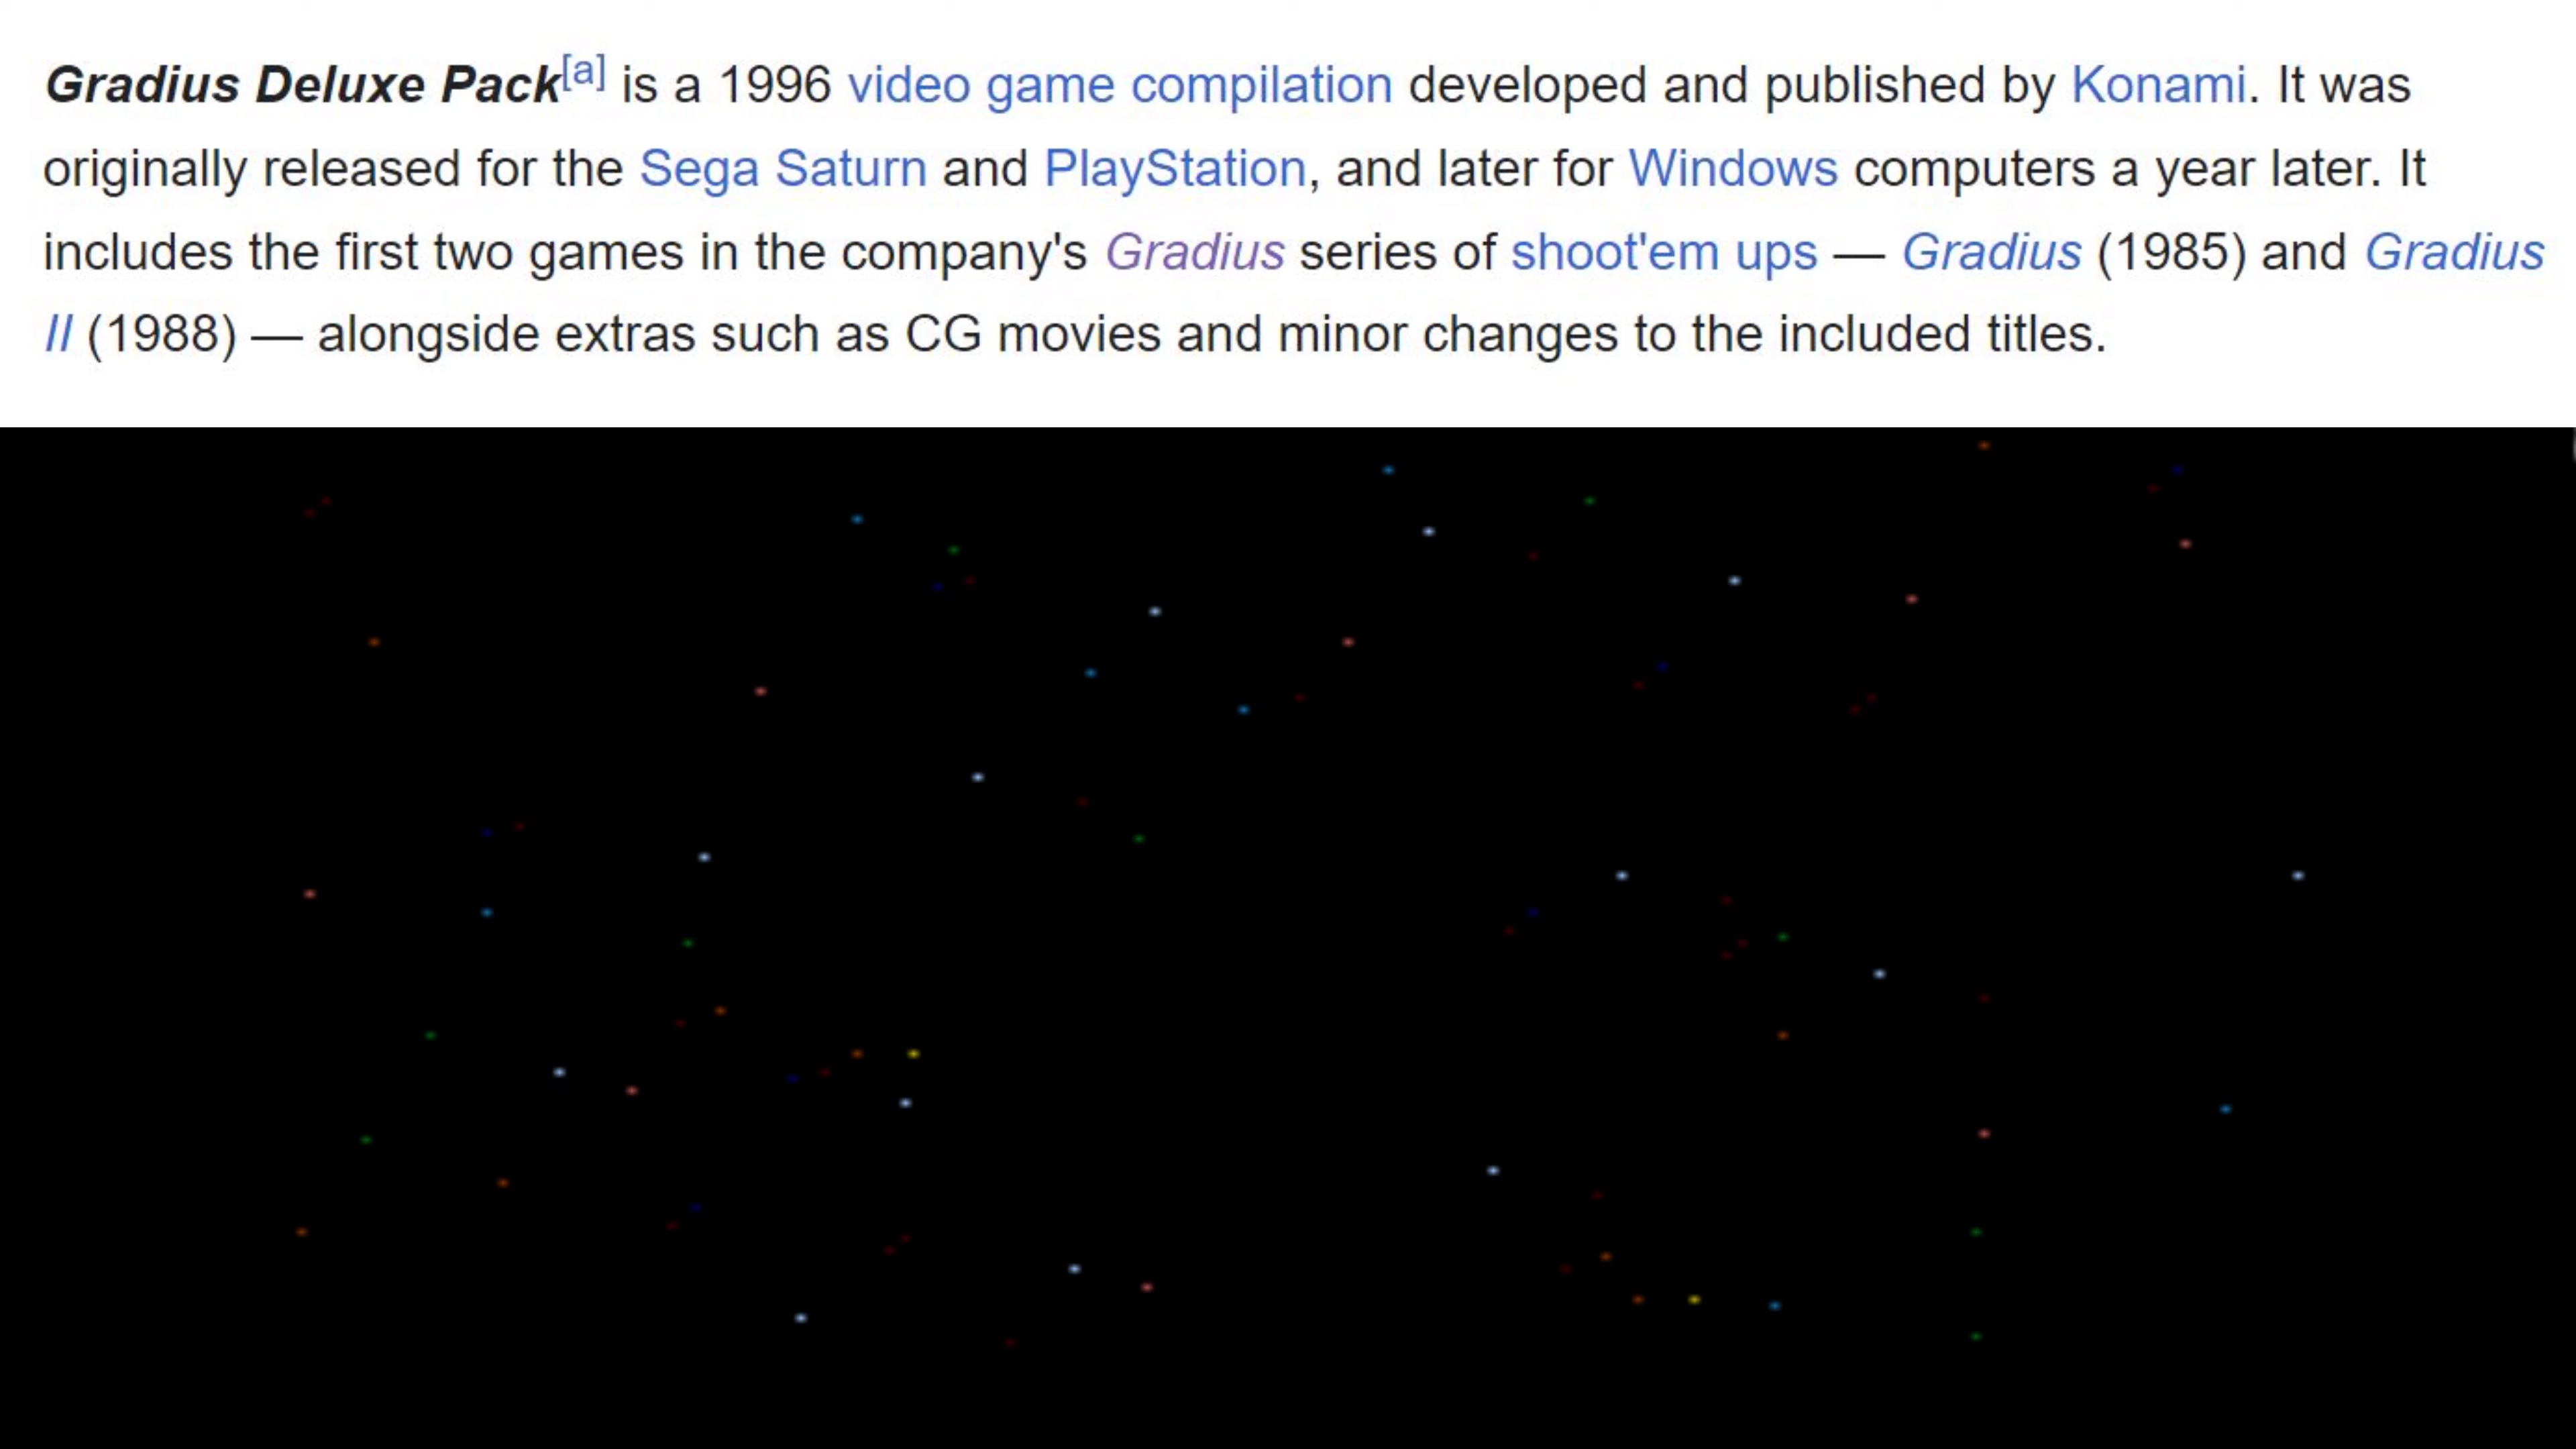 Gradius Deluxe Pack[a] is a 1996 video game compilation developed and published by Konami. It was
originally released for the Sega Saturn and PlayStation, and later for Windows computers a year later. It
includes the first two games in the company's Gradius series of shoot'em ups — Gradius (1985) and Gradius
II (1988) — alongside extras such as CG movies and minor changes to the included titles.